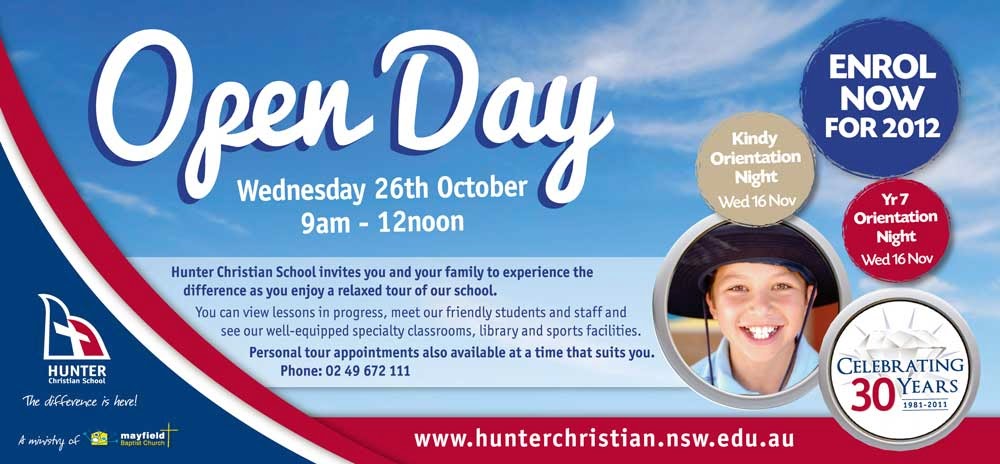 Open Day
Wednesday 26th October
9am - 12noon
ENROL
NOW
FOR 2012
Kindy
Orientation
Night
Wed 16 Nov
Yr 7
Orientation
Night
Wed 16 Nov
Hunter Christian School invites you and your family to experience the
difference as you enjoy a relaxed tour of our school.
You can view lessons in progress, meet our friendly students and staff and
see our well-equipped specialty classrooms, library and sports facilities.
Personal tour appointments also available at a time that suits you.
Phone: 02 49 672 111
CELEBRATING
30 YEARS
1981-2011
HUNTER
Christian School
The difference is here!
A ministry of
mayfield
Baptist Church
www.hunterchristian.nsw.edu.au